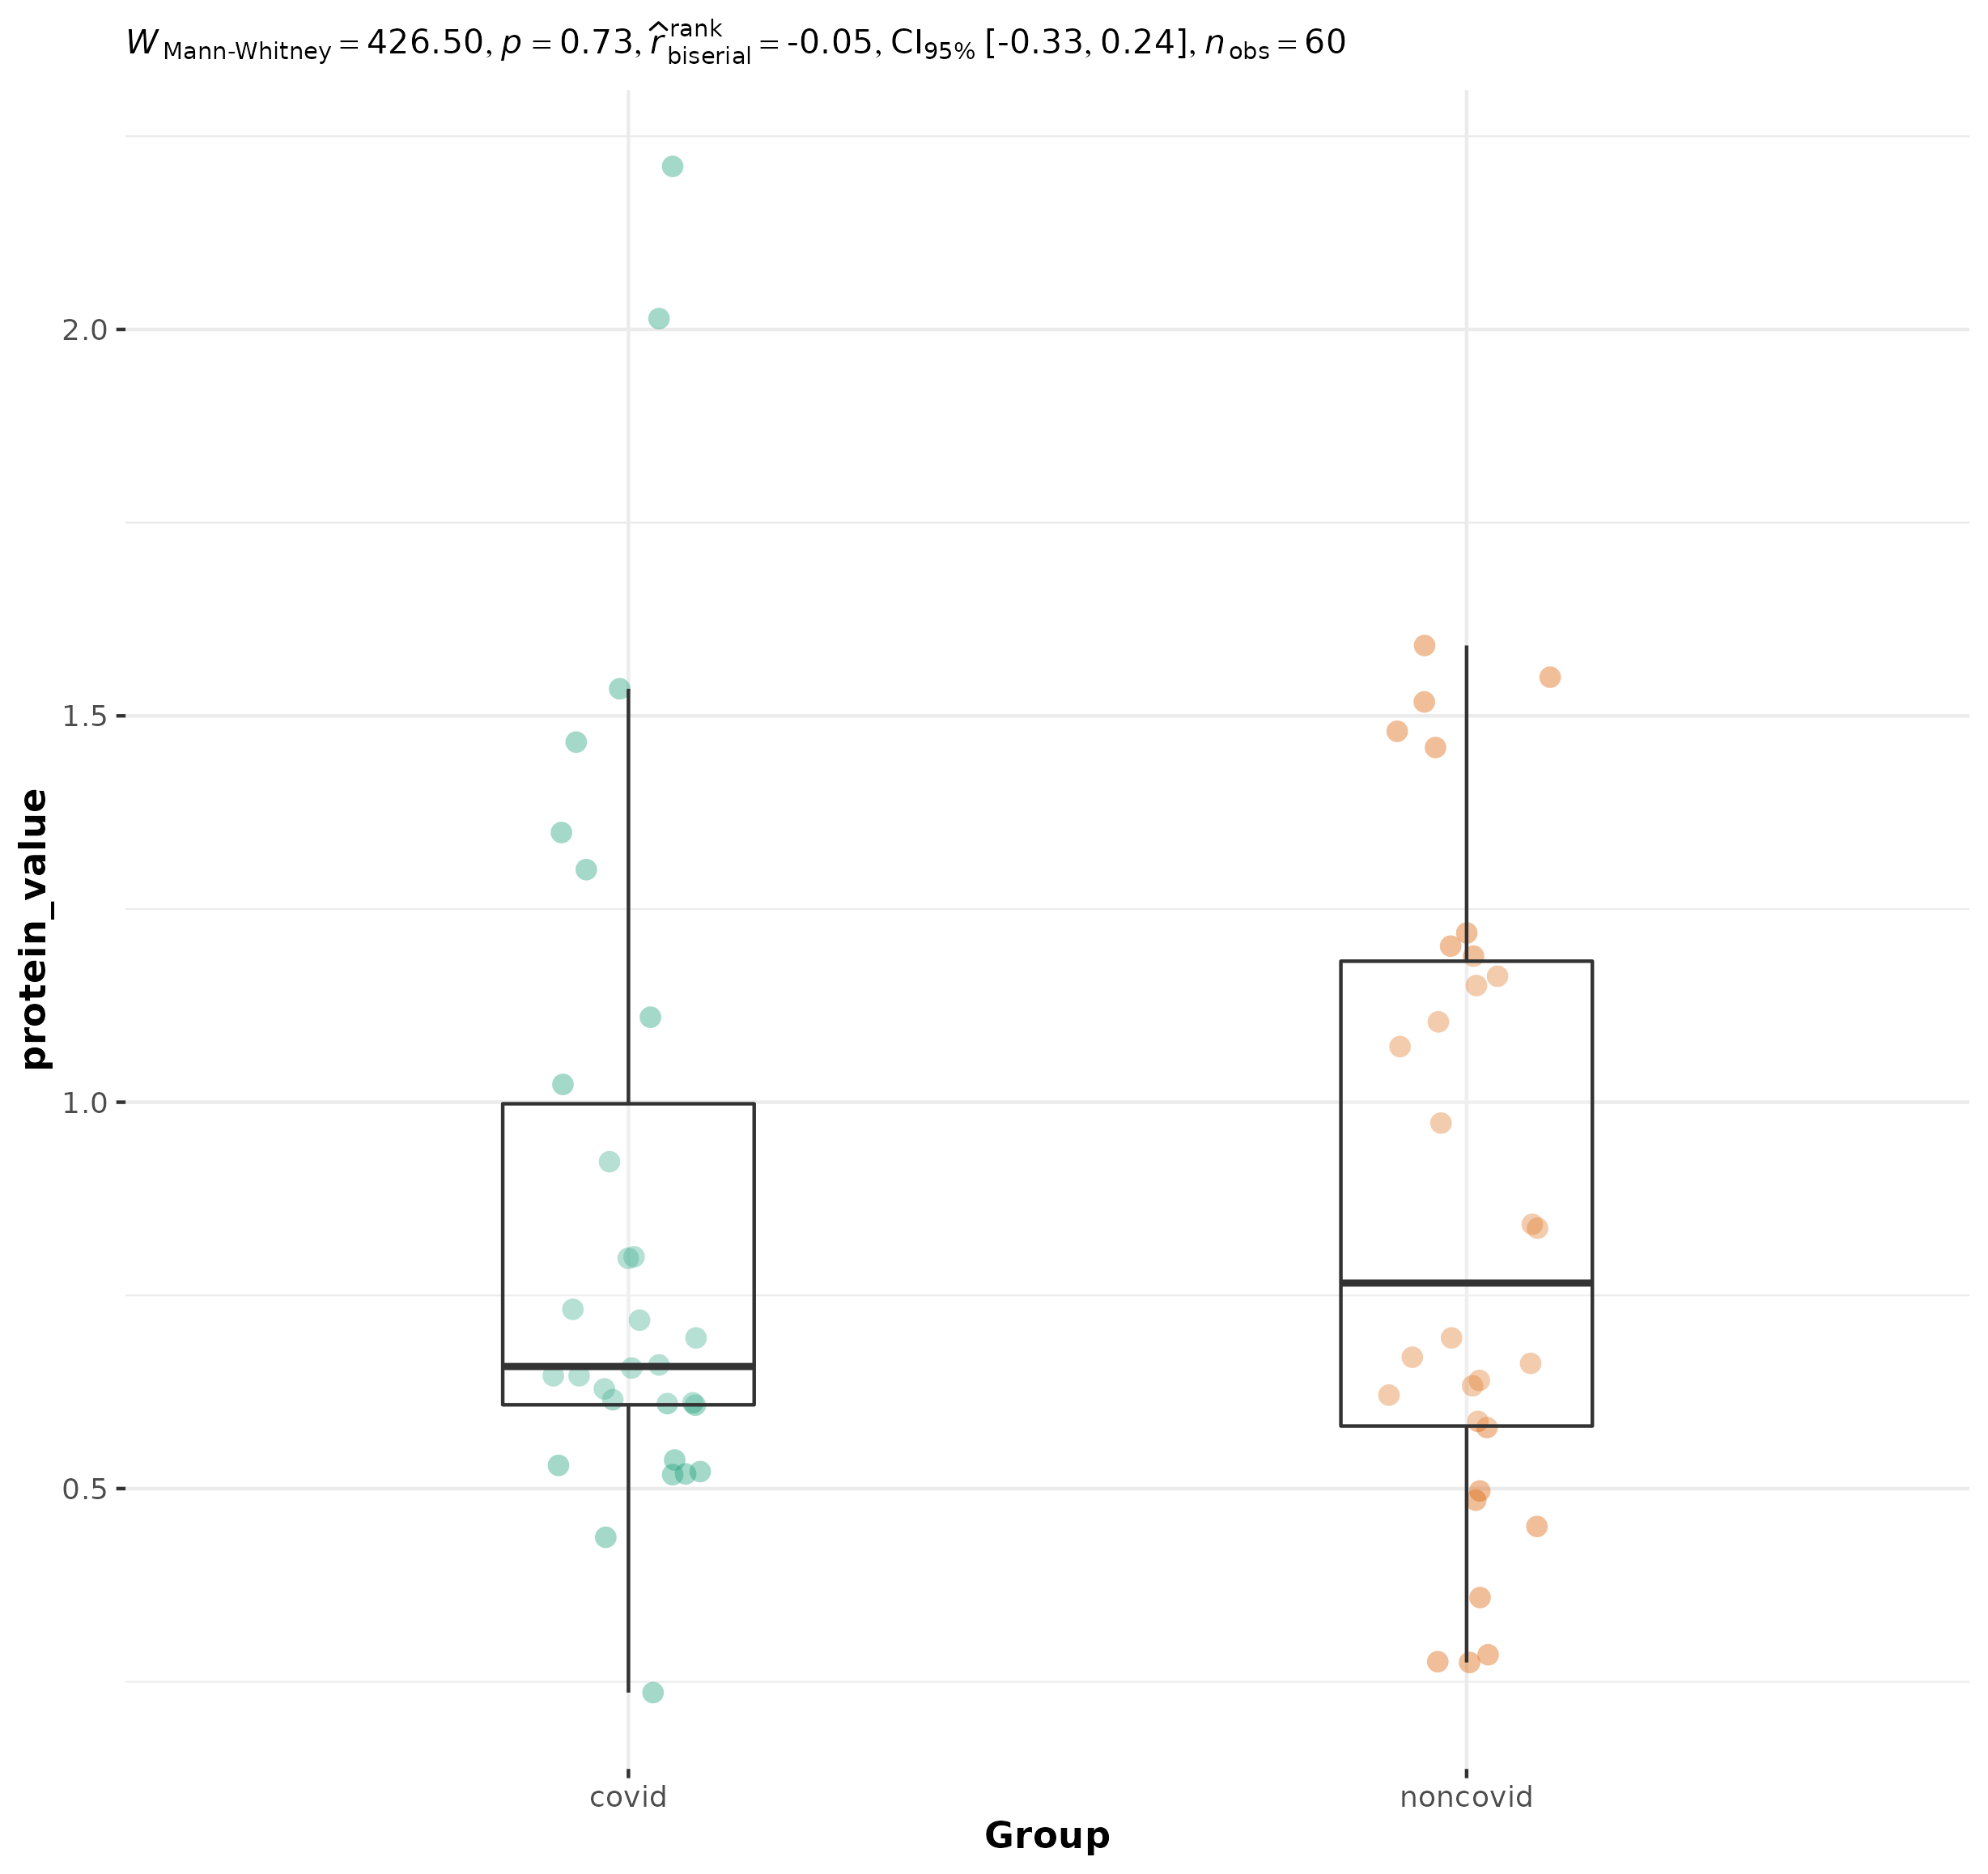 W Mann-Whitney = 426.50, p = 0.73, r̂ rank biserial = -0.05, CI95% [-0.33, 0.24], n obs = 60
protein_value
2.0
1.5
1.0
0.5
covid noncovid
Group